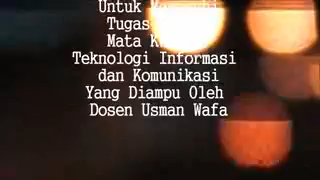 Untuk
Tugas
Mata
Teknologi Informasi
dan Komunikasi
Yang Diampu Oleh
Dosen Usman Wafa